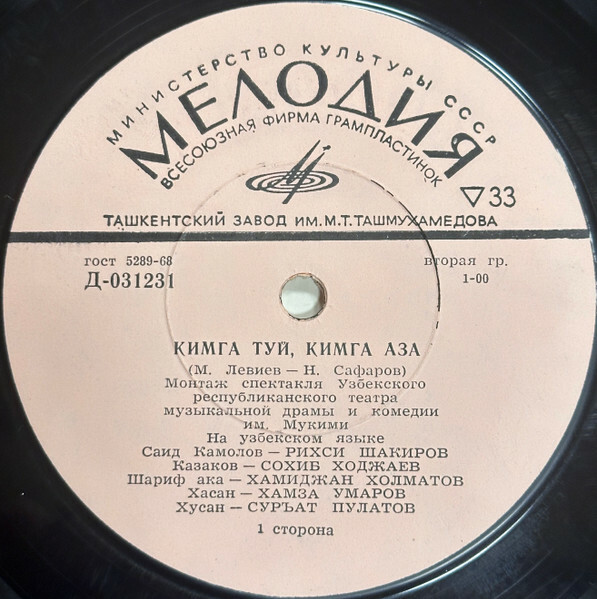 МИНИСТЕРСТВО КУЛЬТУРЫ СССР
МЕЛОДИЯ
ВСЕСОЮЗНАЯ ФИРМА ГРАМПЛАСТИНОК
▽33
ТАШКЕНТСКИЙ ЗАВОД ИМ.М.Т.ТАШМУХАМЕДОВА
гост 5289-68
Д-031231
вторая гр.
1-00
КИМГА ТУЙ, КИМГА АЗА
(М. Левиев — Н. Сафаров)
Монтаж спектакля Узбекского
республиканского театра
музыкальной драмы и комедии
им. Мукими
На узбекском языке
Саид Камолов — РИХСИ ШАКИРОВ
Казаков — СОХИБ ХОДЖАЕВ
Шариф ака — ХАМИДЖАН ХОЛМАТОВ
Хасан — ХАМЗА УМАРОВ
Хусан — СУРЪАТ ПУЛАТОВ
1 сторона